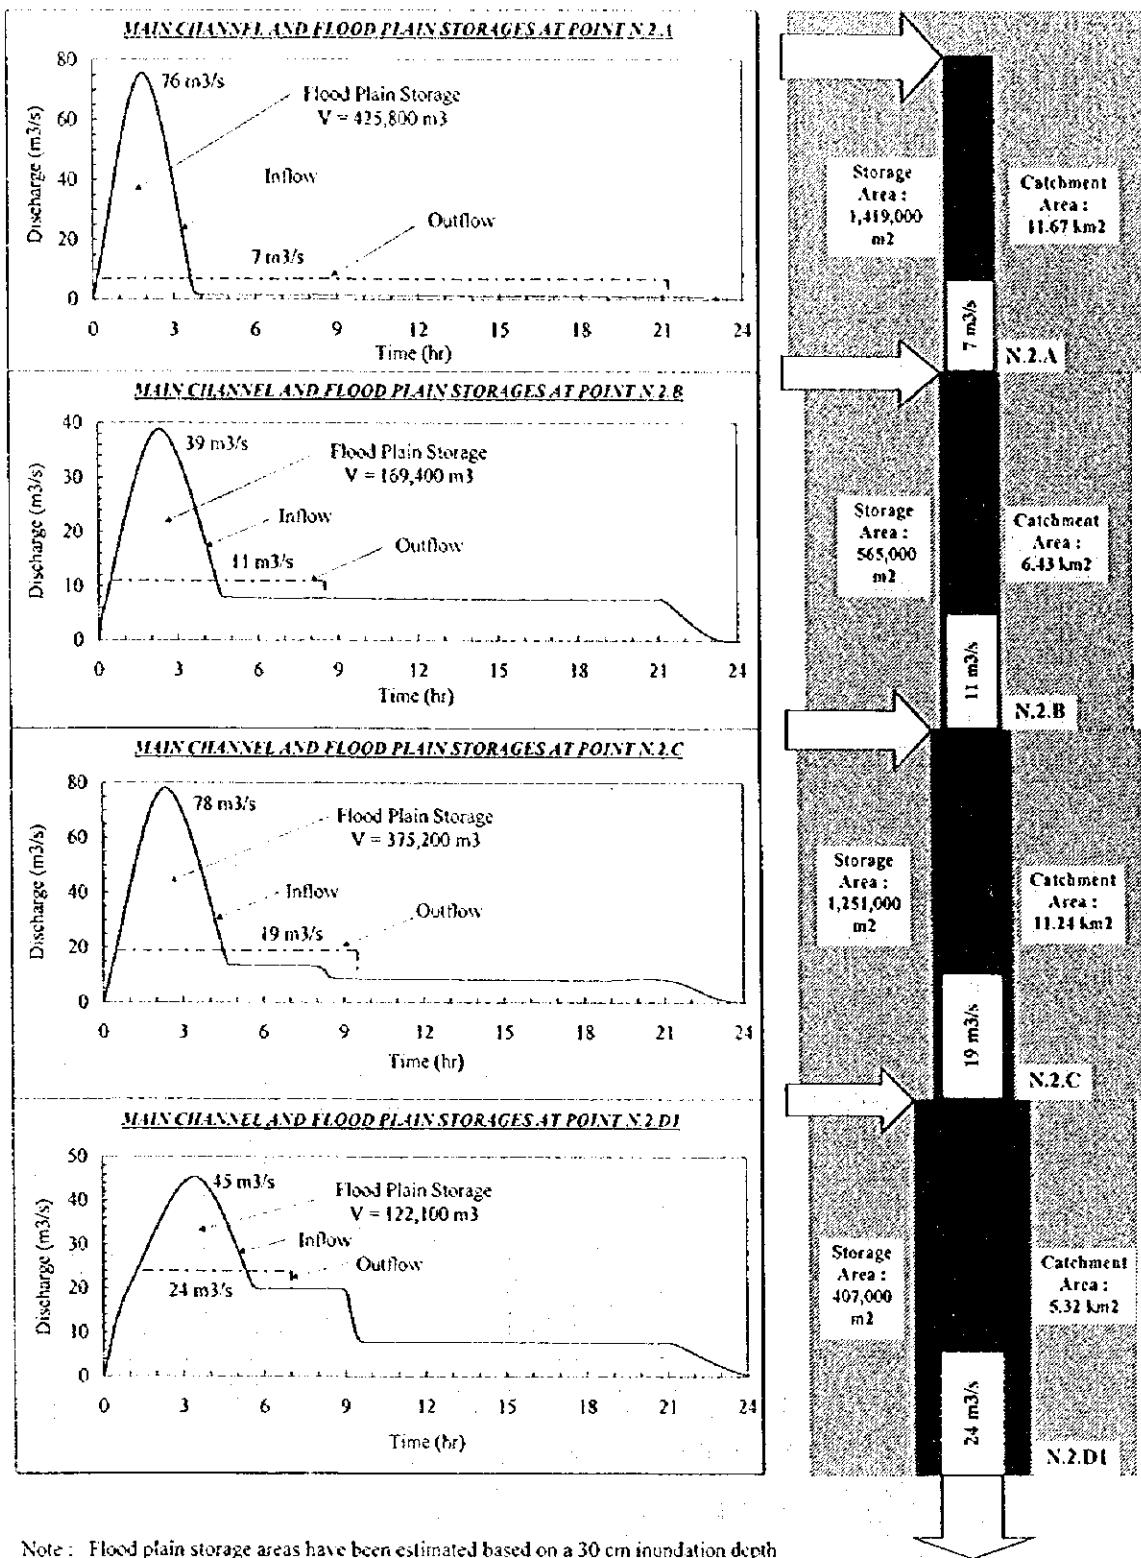 MAIN CHANNEL AND FLOOD PLAIN STORAGES AT POINT N.2.A
Discharge (m3/s)
80
60
40
20
0
76 m3/s
Flood Plain Storage
V = 425,800 m3
Inflow
Outflow
7 m3/s
0 3 6 9 12 15 18 21 24
Time (hr)
MAIN CHANNEL AND FLOOD PLAIN STORAGES AT POINT N.2.B
Discharge (m3/s)
40
30
20
10
0
39 m3/s
Flood Plain Storage
V = 169,400 m3
Inflow
Outflow
11 m3/s
0 3 6 9 12 15 18 21 24
Time (hr)
MAIN CHANNEL AND FLOOD PLAIN STORAGES AT POINT N.2.C
Discharge (m3/s)
80
60
40
20
0
78 m3/s
Flood Plain Storage
V = 375,200 m3
Inflow
Outflow
19 m3/s
0 3 6 9 12 15 18 21 24
Time (hr)
MAIN CHANNEL AND FLOOD PLAIN STORAGES AT POINT N.2.D1
Discharge (m3/s)
50
40
30
20
10
0
45 m3/s
Flood Plain Storage
V = 122,100 m3
Inflow
Outflow
24 m3/s
0 3 6 9 12 15 18 21 24
Time (hr)
Storage
Area :
1,419,000
m2
Catchment
Area :
11.67 km2
7 m3/s
N.2.A
Storage
Area :
565,000
m2
Catchment
Area :
6.43 km2
11 m3/s
N.2.B
Storage
Area :
1,251,000
m2
Catchment
Area :
11.24 km2
19 m3/s
N.2.C
Storage
Area :
407,000
m2
Catchment
Area :
5.32 km2
24 m3/s
N.2.D1
Note : Flood plain storage areas have been estimated based on a 30 cm inundation depth